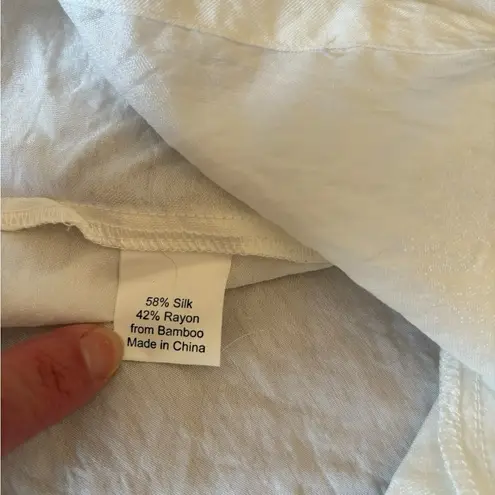 58% Silk
42% Rayon
from Bamboo
Made in China